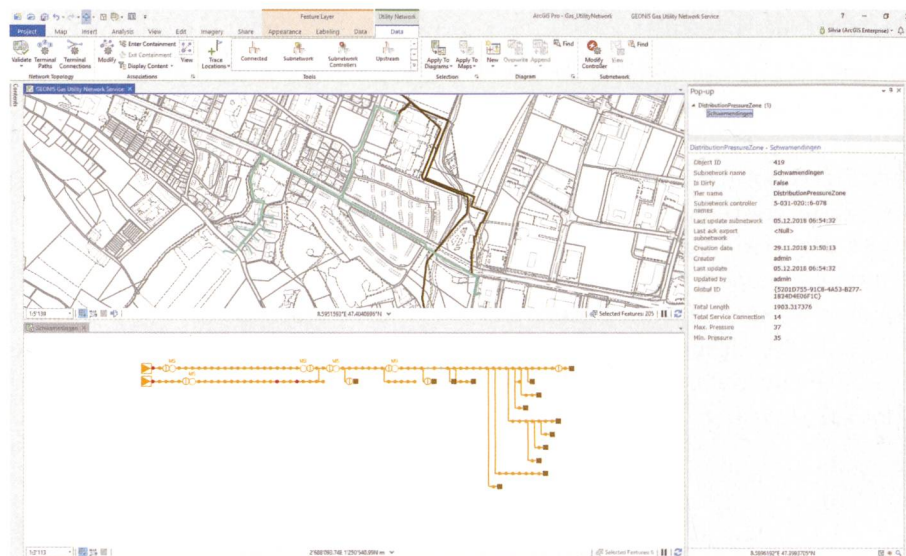 Feature Layer
Utility Network
ArcGIS Pro - Gas_UtilityNetwork - GEONIS Gas Utility Network Service
Project Map Insert Analysis View Edit Imagery Share Appearance Labeling Data Data
Silvia (ArcGIS Enterprise)
Validate
Terminal Paths
Terminal Connections
Modify
Enter Containment
Exit Containment
Display Content
View
Trace Locations
Connected
Subnetwork
Subnetwork Controllers
Upstream
Apply To Diagrams
Apply To Maps
New
Overwrite
Append
Find
Modify Controller
View
Find
Network Topology
Associations
Tools
Selection
Diagram
Subnetwork
Contents
GEONIS Gas Utility Network Service
Pop-up
DistributionPressureZone (1)
Schwamendingen
DistributionPressureZone - Schwamendingen
Object ID 419
Subnetwork name Schwamendingen
Is Dirty False
Tier name DistributionPressureZone
Subnetwork controller names
Last update subnetwork 05.12.2018 06:54:32
Last ack export subnetwork <Null>
Creation date 29.11.2018 13:50:13
Creator admin
Last update 05.12.2018 06:54:32
Updated by admin
Global ID {5201D755-91C8-4A53-B277-1834D4E06F1C}
Total Length 1903.317376
Total Service Connection 14
Max. Pressure 37
Min. Pressure 35
Selected Features: 205
Schwamendingen